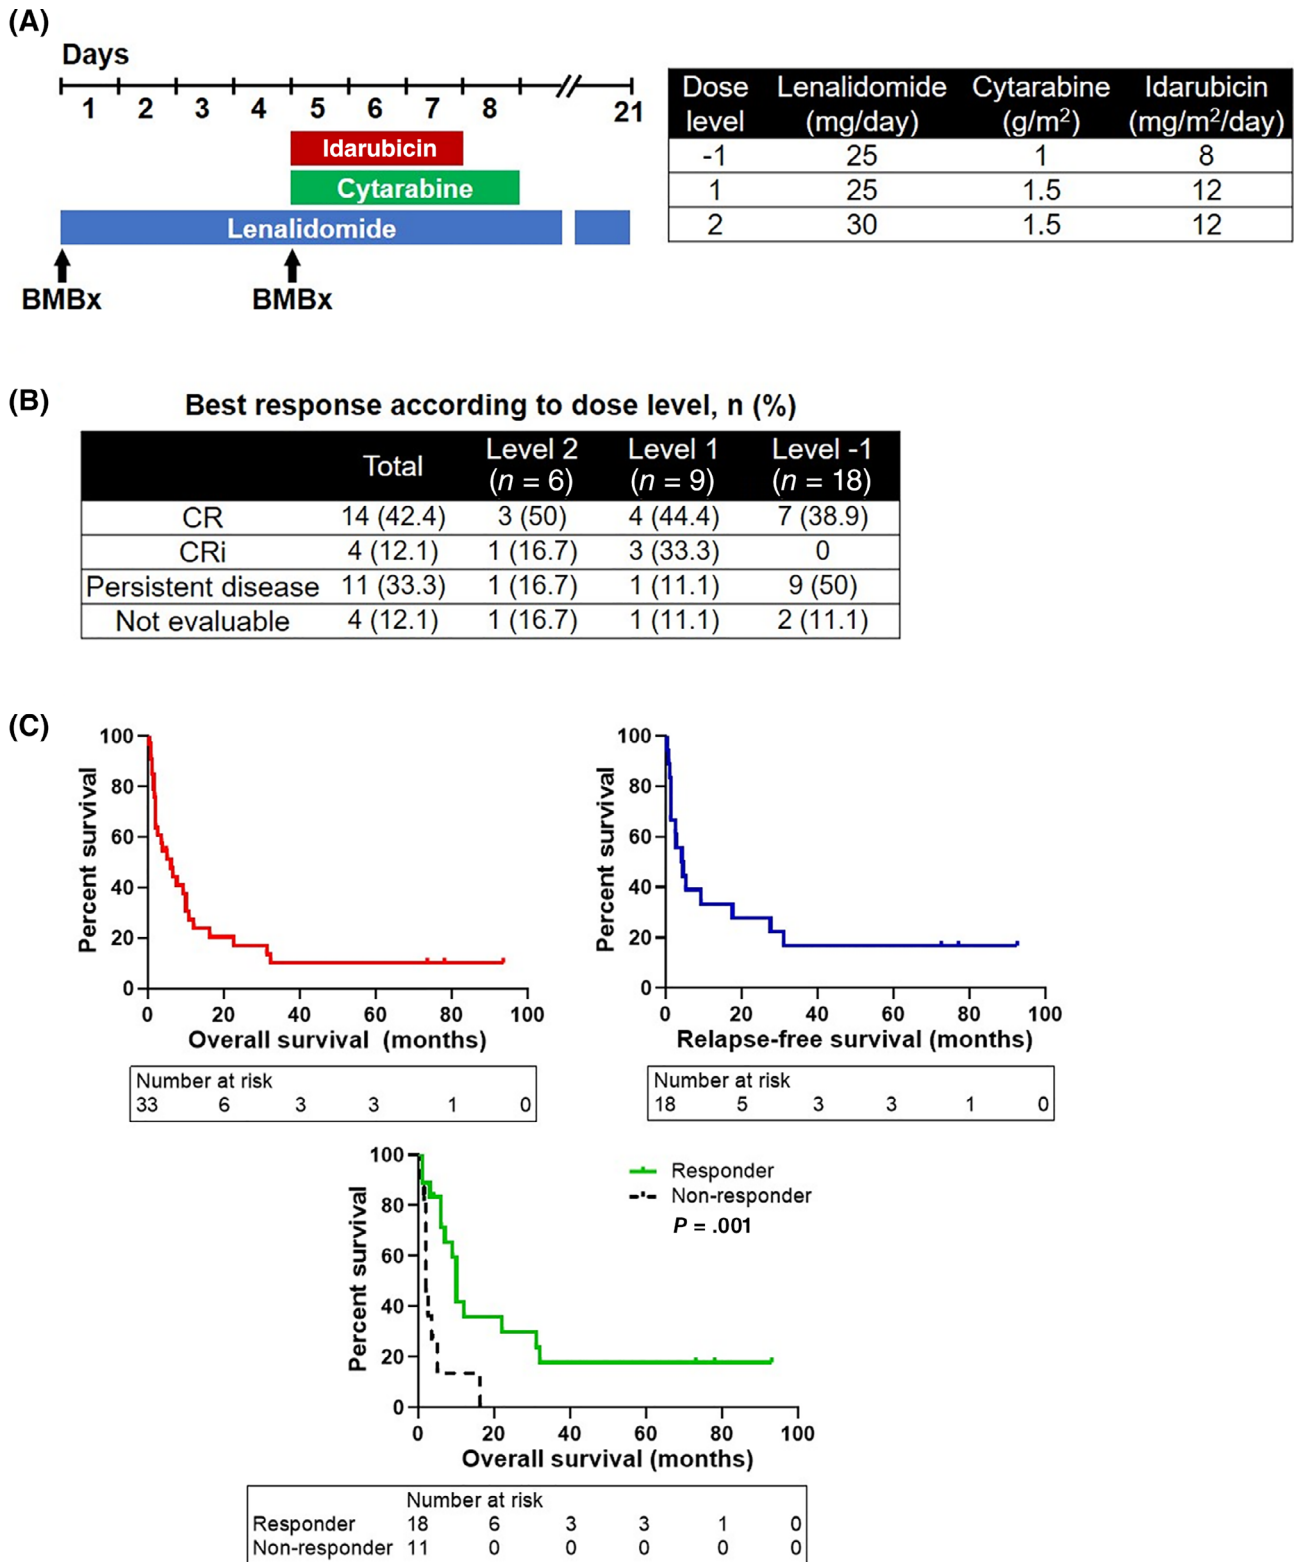 (A)
Days
1 2 3 4 5 6 7 8 21
Idarubicin
Cytarabine
Lenalidomide
BMBx BMBx
Dose level Lenalidomide (mg/day) Cytarabine (g/m²) Idarubicin (mg/m²/day)
-1 25 1 8
1 25 1.5 12
2 30 1.5 12
(B)
Best response according to dose level, n (%)
Total Level 2 (n = 6) Level 1 (n = 9) Level -1 (n = 18)
CR 14 (42.4) 3 (50) 4 (44.4) 7 (38.9)
CRi 4 (12.1) 1 (16.7) 3 (33.3) 0
Persistent disease 11 (33.3) 1 (16.7) 1 (11.1) 9 (50)
Not evaluable 4 (12.1) 1 (16.7) 1 (11.1) 2 (11.1)
(C)
Percent survival
100
80
60
40
20
0
0 20 40 60 80 100
Overall survival (months)
Number at risk
33 6 3 3 1 0
Percent survival
100
80
60
40
20
0
0 20 40 60 80 100
Relapse-free survival (months)
Number at risk
18 5 3 3 1 0
Percent survival
100
80
60
40
20
0
0 20 40 60 80 100
Overall survival (months)
Responder
Non-responder
P = .001
Number at risk
Responder 18 6 3 3 1 0
Non-responder 11 0 0 0 0 0